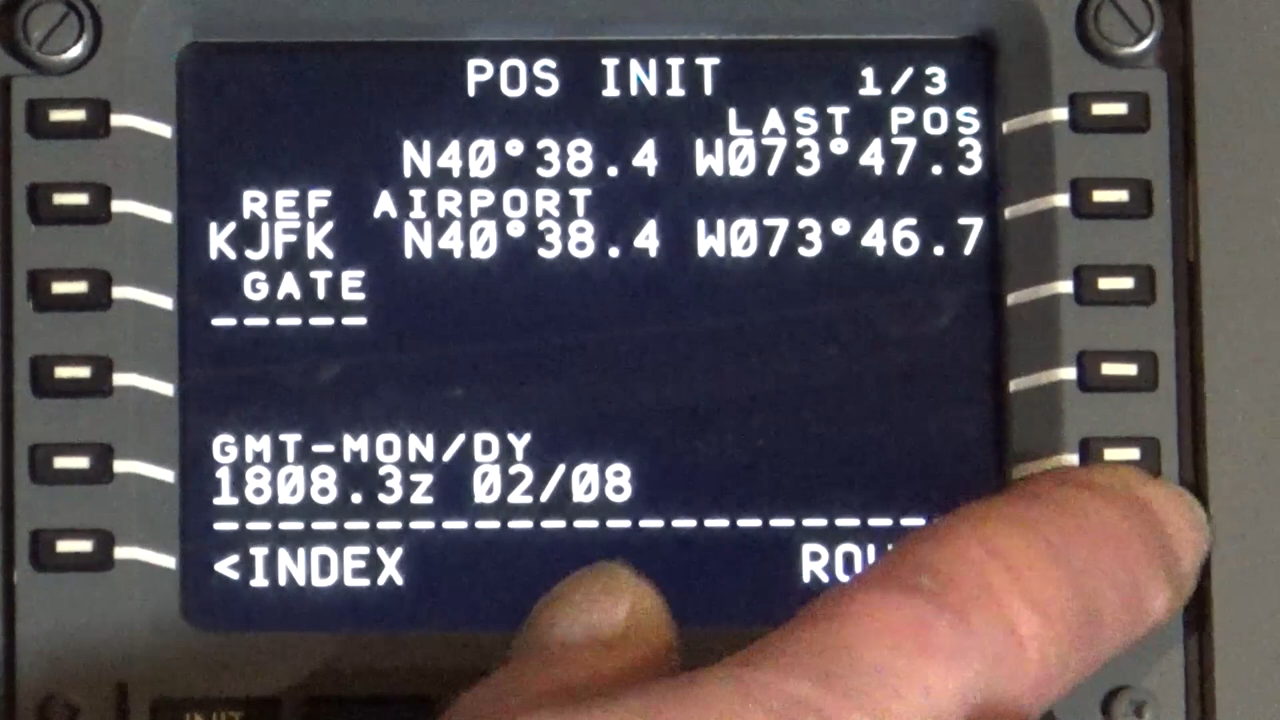 POS INIT 1/3
LAST POS
N40°38.4 W073°47.3
REF AIRPORT
KJFK N40°38.4 W073°46.7
GATE
-----
GMT-MON/DY
1808.3z 02/08
<INDEX
INIT